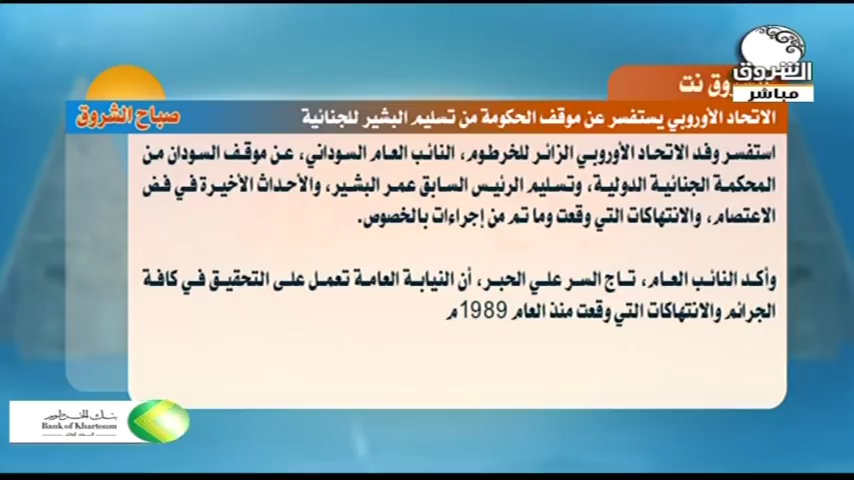 الشروق
مباشر
الشروق نت
صباح الشروق
الاتحاد الأوروبي يستفسر عن موقف الحكومة من تسليم البشير للجنائية
استفسر وفد الاتحاد الأوروبي الزائر للخرطوم، النائب العام السوداني، عن موقف السودان من
المحكمة الجنائية الدولية، وتسليم الرئيس السابق عمر البشير، والأحداث الأخيرة في فض
الاعتصام، والانتهاكات التي وقعت وما تم من إجراءات بالخصوص.
وأكد النائب العام، تاج السر علي الحبر، أن النيابة العامة تعمل على التحقيق في كافة
الجرائم والانتهاكات التي وقعت منذ العام 1989م
بنك الخرطوم
Bank of Khartoum